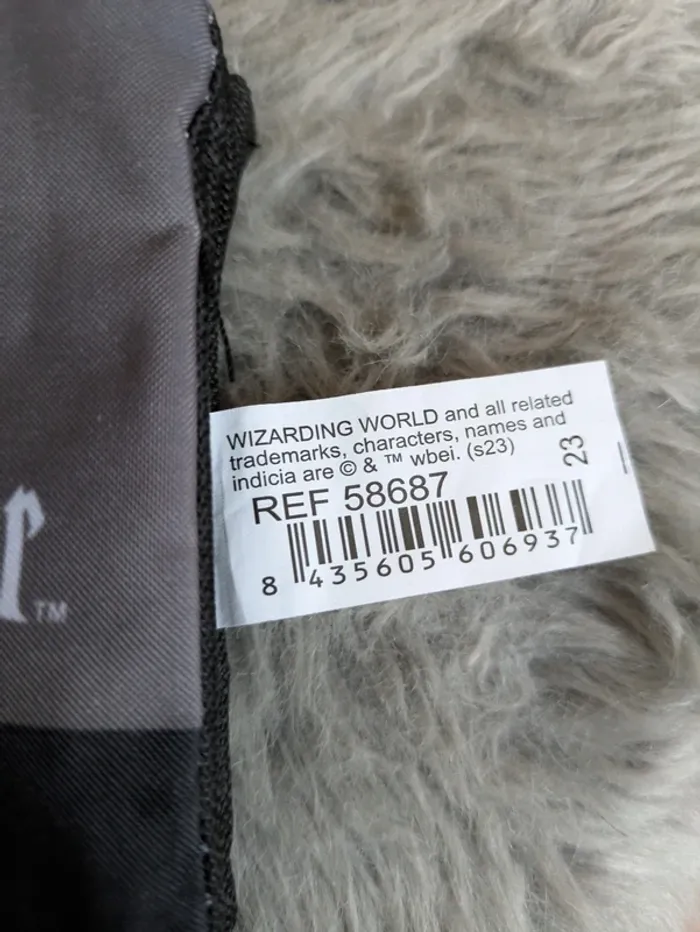 WIZARDING WORLD and all related
trademarks, characters, names and
indicia are © & ™ wbei. (s23)
23
REF 58687
8 435605 606937
r™